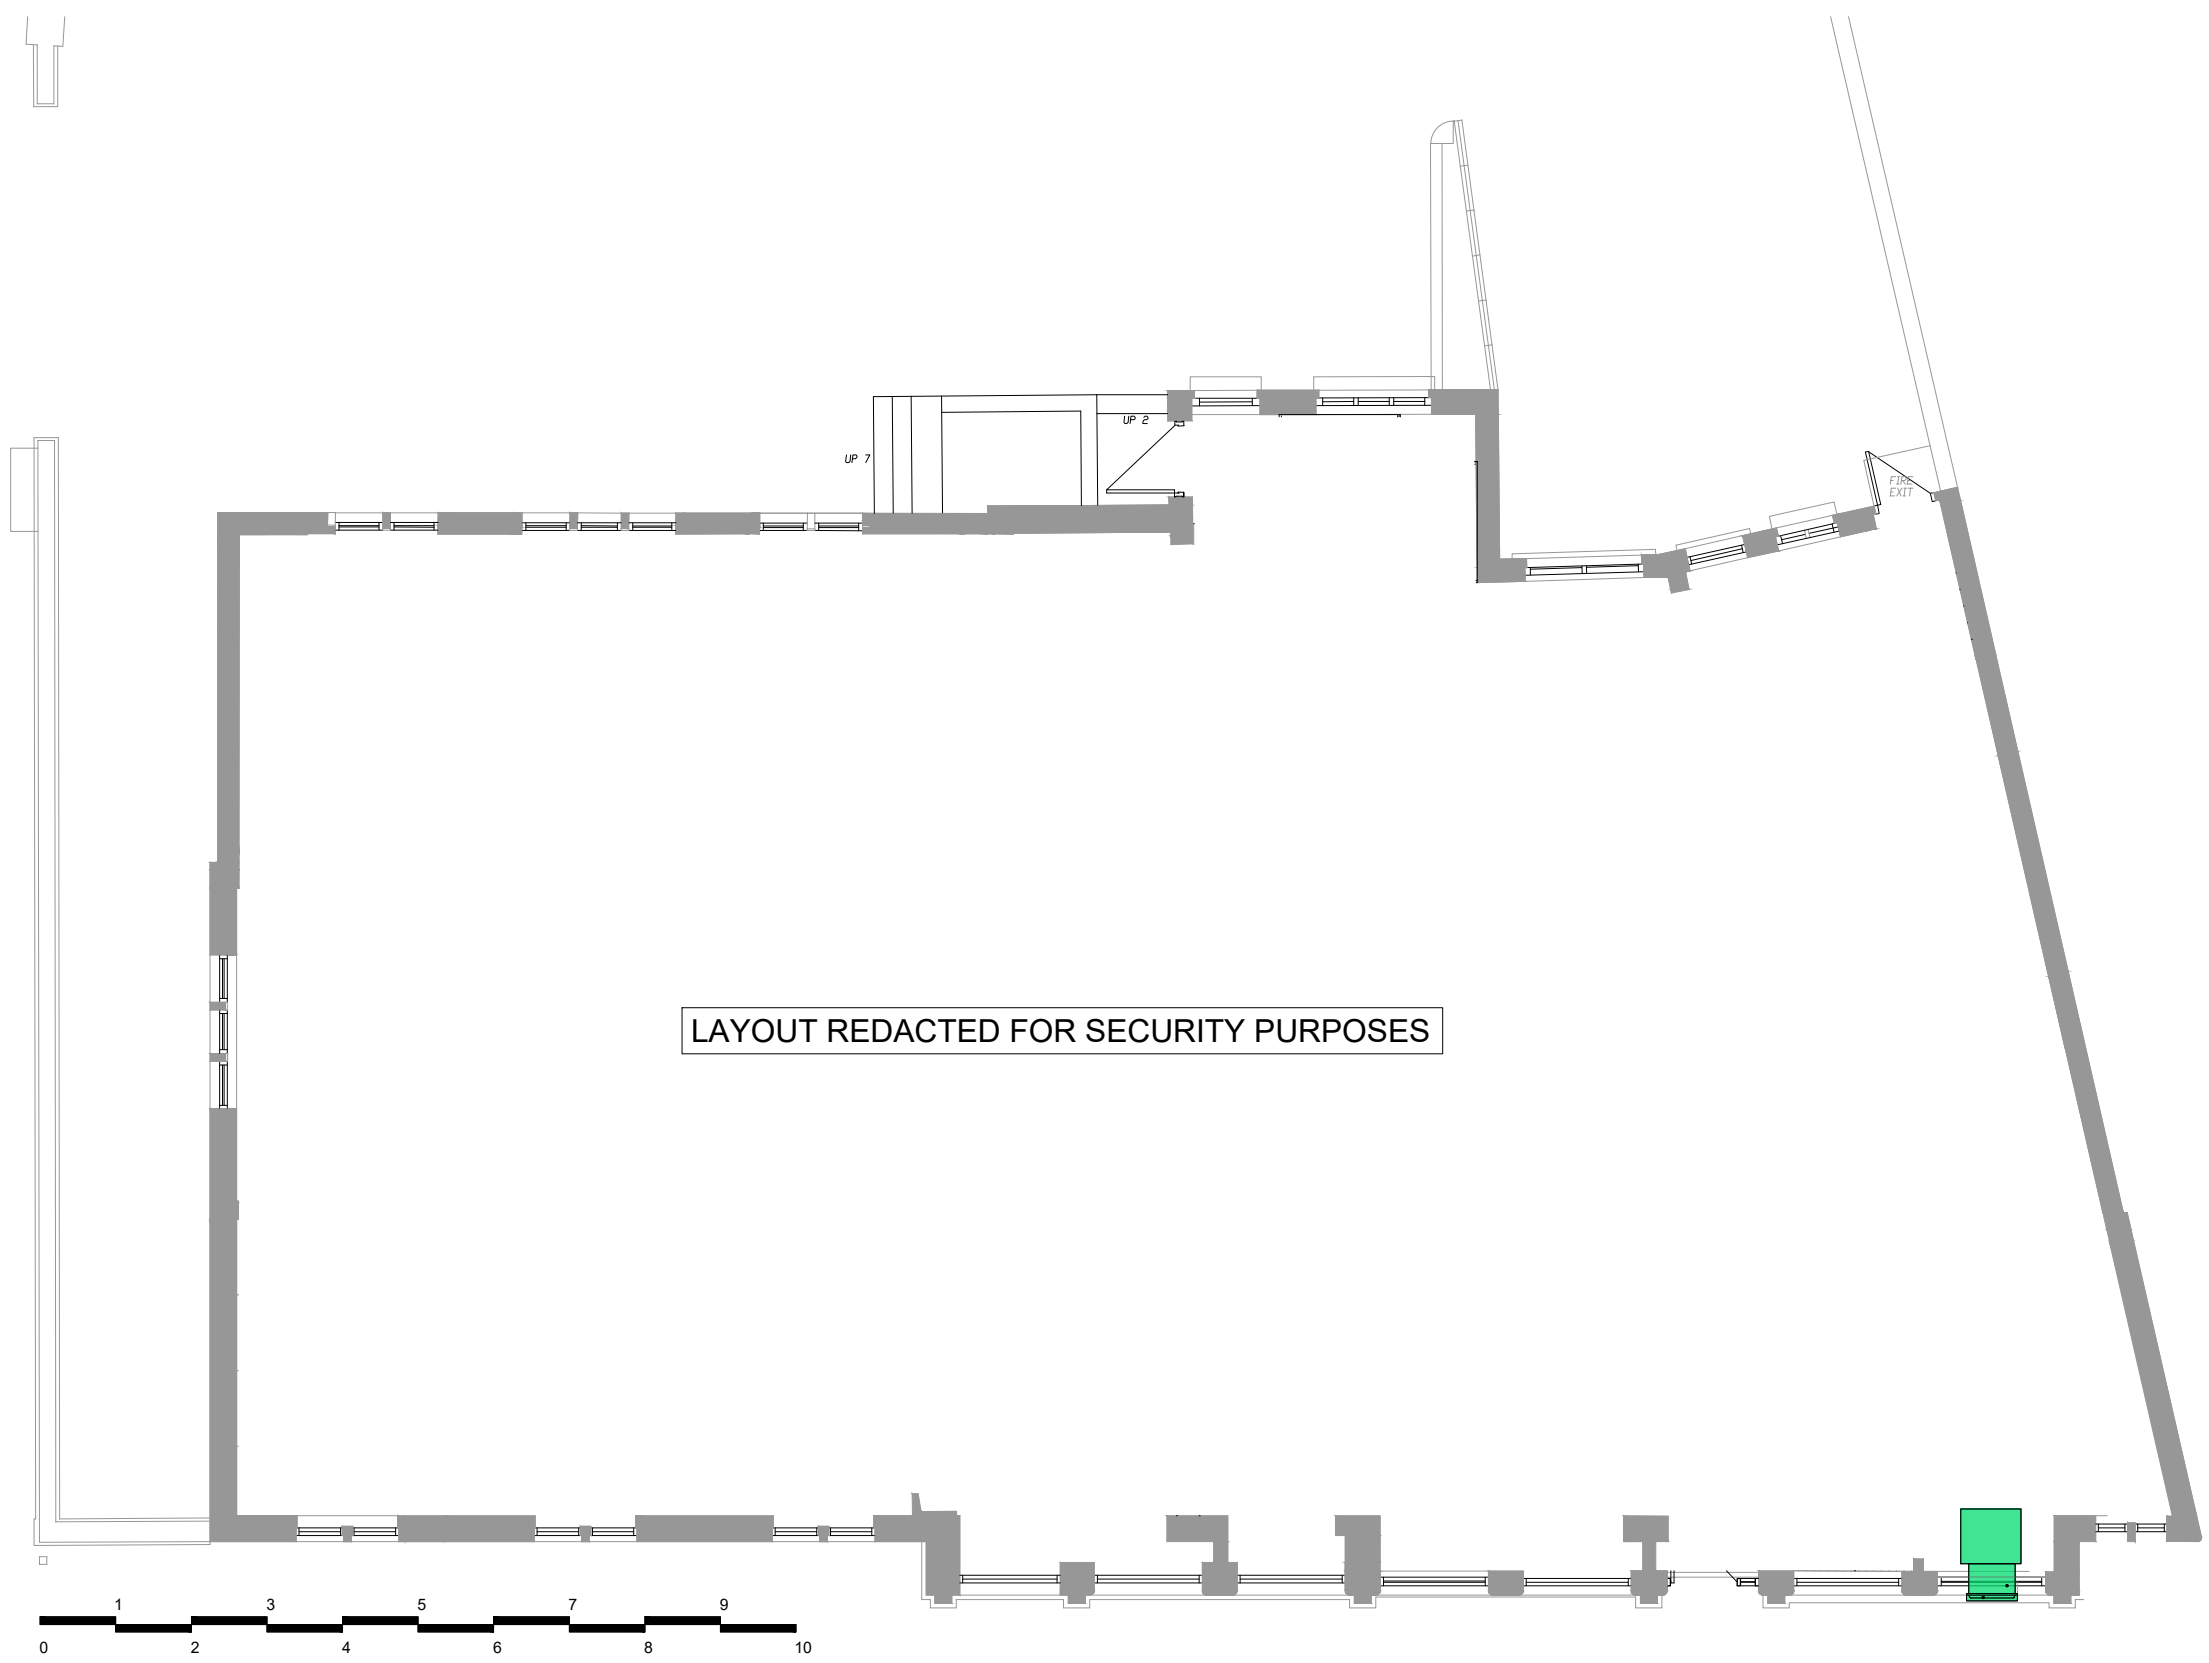 UP 2
UP 7
FIRE
EXIT
LAYOUT REDACTED FOR SECURITY PURPOSES
1 3 5 7 9
0 2 4 6 8 10